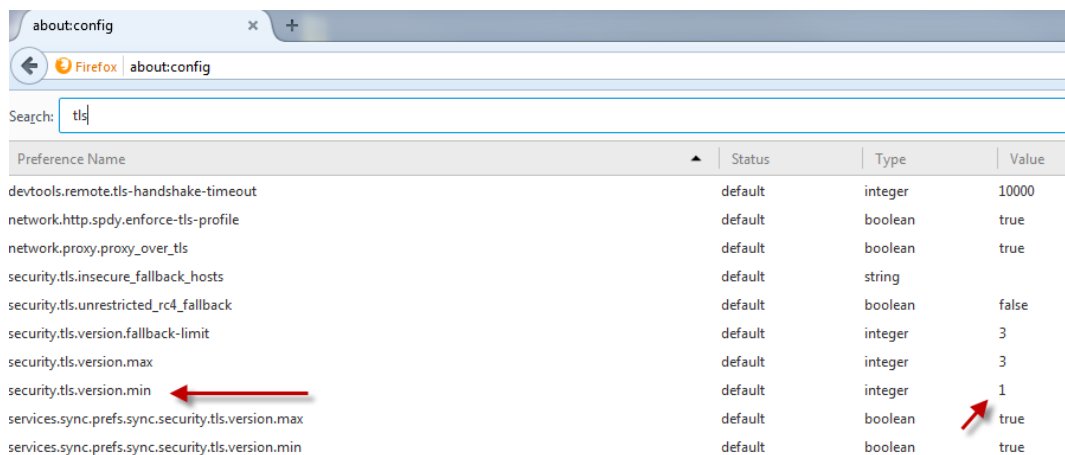 about:config × +
Firefox about:config
Search: tls
Preference Name Status Type Value
devtools.remote.tls-handshake-timeout default integer 10000
network.http.spdy.enforce-tls-profile default boolean true
network.proxy.proxy_over_tls default boolean true
security.tls.insecure_fallback_hosts default string
security.tls.unrestricted_rc4_fallback default boolean false
security.tls.version.fallback-limit default integer 3
security.tls.version.max default integer 3
security.tls.version.min default integer 1
services.sync.prefs.sync.security.tls.version.max default boolean true
services.sync.prefs.sync.security.tls.version.min default boolean true